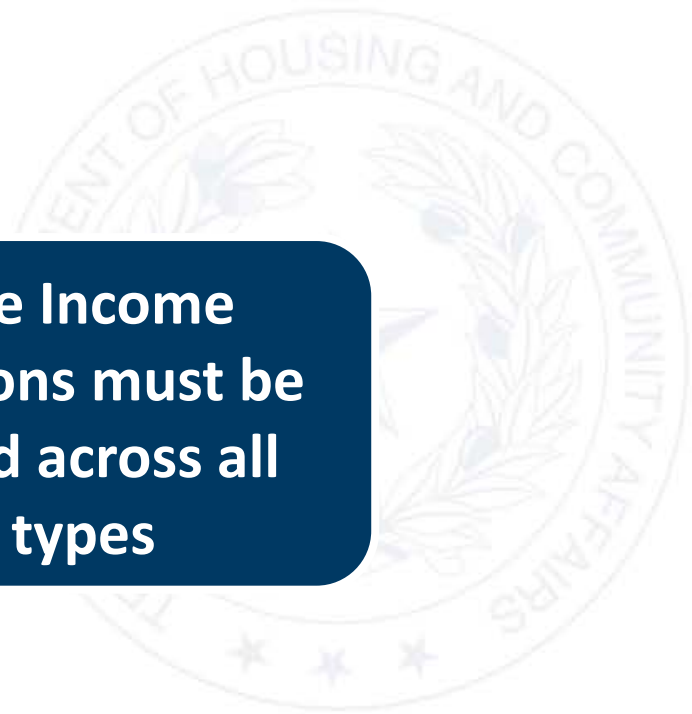 ENT OF HOUSING AND COMMUNITY AFFAIRS
e Income
ons must be
d across all
types